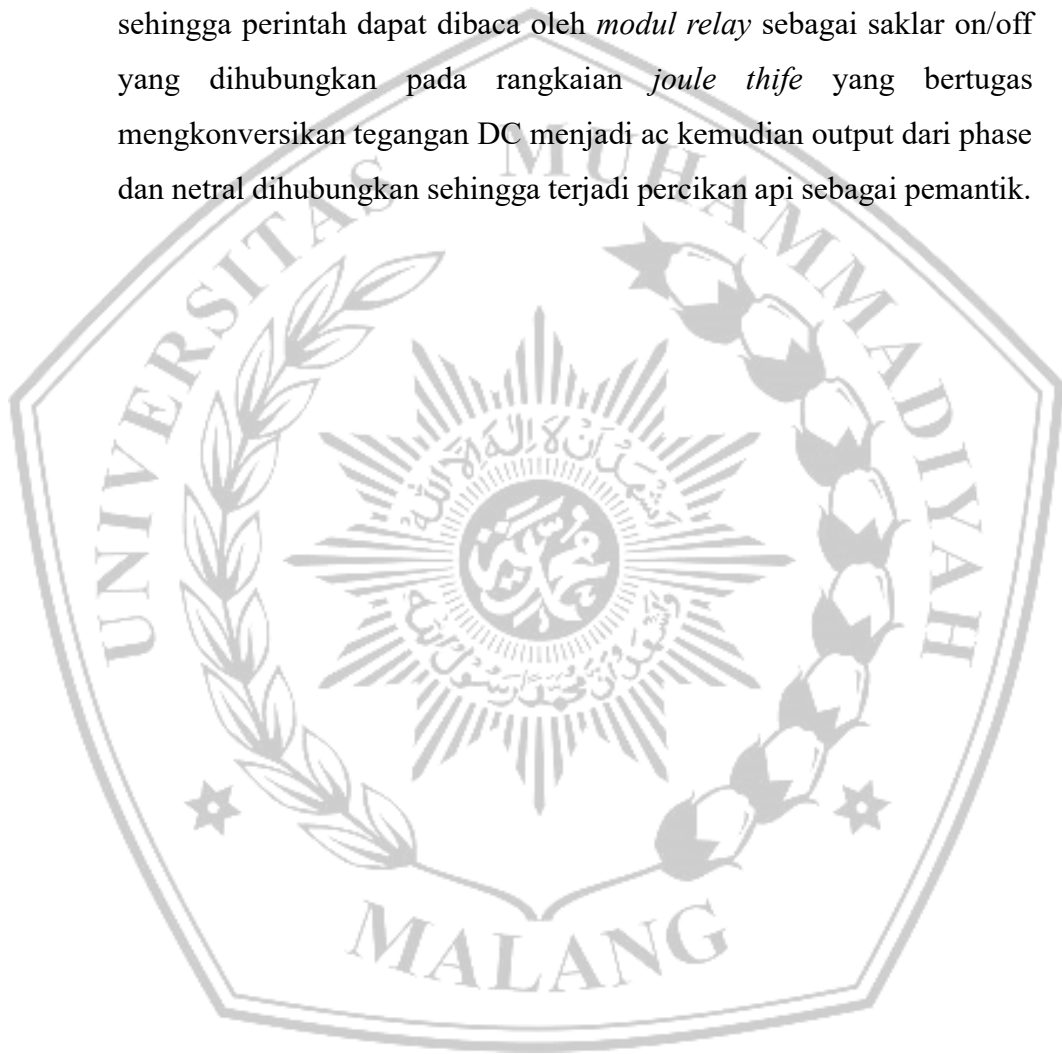 sehingga perintah dapat dibaca oleh modul relay sebagai saklar on/off
yang dihubungkan pada rangkaian joule thife yang bertugas
mengkonversikan tegangan DC menjadi ac kemudian output dari phase
dan netral dihubungkan sehingga terjadi percikan api sebagai pemantik.
UNIVERSITAS MUHAMMADIYAH
MALANG